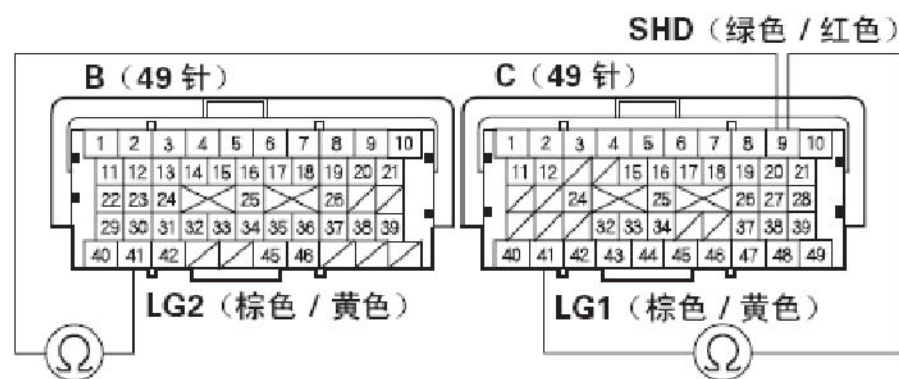 SHD（绿色 / 红色）
B（49 针）
1 2 3 4 5 6 7 8 9 10
11 12 13 14 15 16 17 18 19 20 21
22 23 24 25 26
29 30 31 32 33 34 35 36 37 38 39
40 41 42 45 46
LG2（棕色 / 黄色）
Ω
C（49 针）
1 2 3 4 5 6 7 8 9 10
11 12 15 16 17 18 19 20 21
24 25 26 27 28
32 33 34 37 38 39
40 41 42 43 44 45 46 47 48 49
LG1（棕色 / 黄色）
Ω